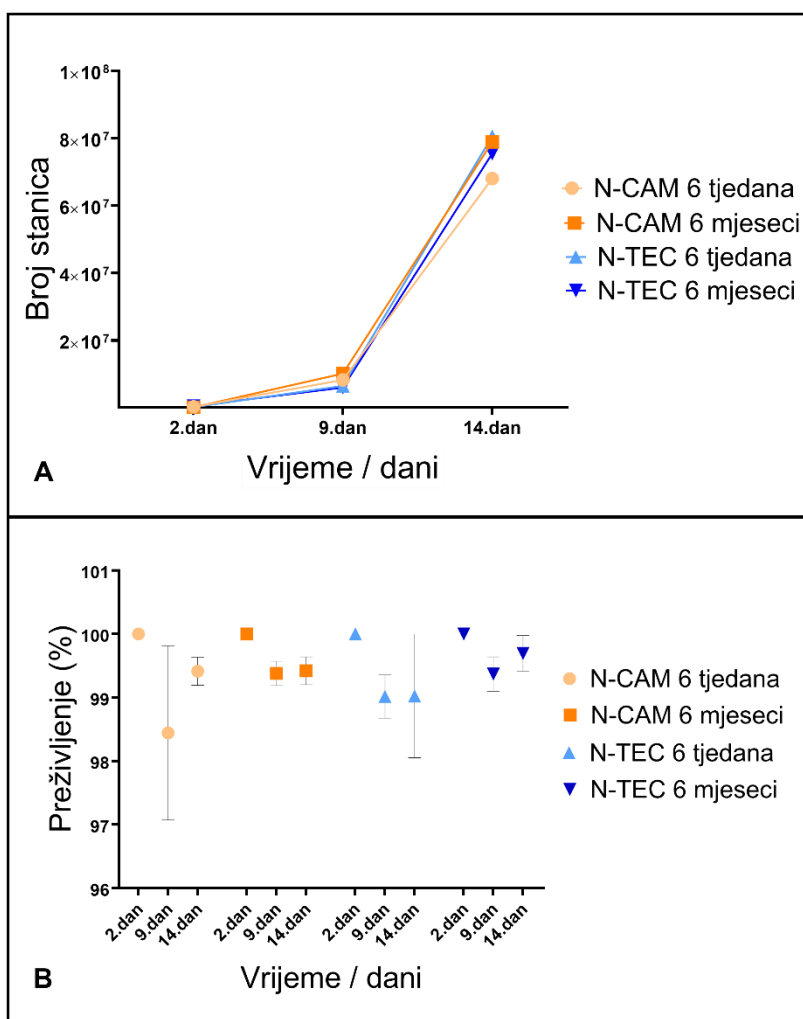 1×10⁸
8×10⁷
6×10⁷
4×10⁷
2×10⁷
Broj stanica
2.dan 9.dan 14.dan
Vrijeme / dani
N-CAM 6 tjedana
N-CAM 6 mjeseci
N-TEC 6 tjedana
N-TEC 6 mjeseci
A
101
100
99
98
97
96
Preživljenje (%)
2.dan 9.dan 14.dan 2.dan 9.dan 14.dan 2.dan 9.dan 14.dan 2.dan 9.dan 14.dan
Vrijeme / dani
N-CAM 6 tjedana
N-CAM 6 mjeseci
N-TEC 6 tjedana
N-TEC 6 mjeseci
B